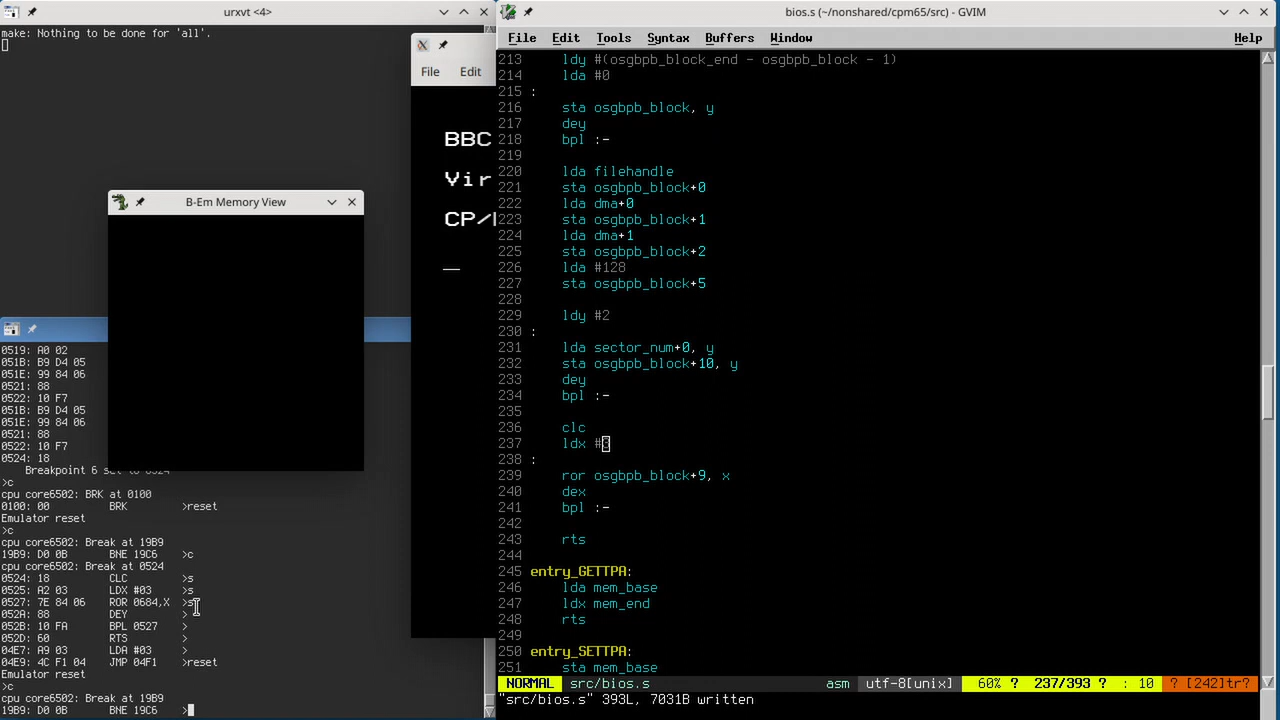 urxvt <4>
make: Nothing to be done for 'all'.
File Edit
BBC
Vir
CP/
B-Em Memory View
0519: A0 02
051B: B9 D4 05
051E: 99 84 06
0521: 88
0522: 10 F7
051B: B9 D4 05
051E: 99 84 06
0521: 88
0522: 10 F7
0524: 18
Breakpoint 6 set to 0524
>c
cpu core6502: BRK at 0100
0100: 00 BRK >reset
Emulator reset
>c
cpu core6502: Break at 19B9
19B9: D0 0B BNE 19C6 >c
cpu core6502: Break at 0524
0524: 18 CLC >s
0525: A2 03 LDX #03 >s
0527: 7E 84 06 ROR 0684,X >s
052A: 88 DEY >
052B: 10 FA BPL 0527 >
052D: 60 RTS >
04E7: A9 03 LDA #03 >
04E9: 4C F1 04 JMP 04F1 >reset
Emulator reset
>c
cpu core6502: Break at 19B9
19B9: D0 0B BNE 19C6 >
bios.s (~/nonshared/cpm65/src) - GVIM
File Edit Tools Syntax Buffers Window Help
213 ldy #(osgbpb_block_end - osgbpb_block - 1)
214 lda #0
215 :
216 sta osgbpb_block, y
217 dey
218 bpl :-
219
220 lda filehandle
221 sta osgbpb_block+0
222 lda dma+0
223 sta osgbpb_block+1
224 lda dma+1
225 sta osgbpb_block+2
226 lda #128
227 sta osgbpb_block+5
228
229 ldy #2
230 :
231 lda sector_num+0, y
232 sta osgbpb_block+10, y
233 dey
234 bpl :-
235
236 clc
237 ldx #3
238 :
239 ror osgbpb_block+9, x
240 dex
241 bpl :-
242
243 rts
244
245 entry_GETTPA:
246 lda mem_base
247 ldx mem_end
248 rts
249
250 entry_SETTPA:
251 sta mem_base
NORMAL src/bios.s asm utf-8[unix] 60% ? 237/393 ? : 10 ? [242]tr?
"src/bios.s" 393L, 7031B written